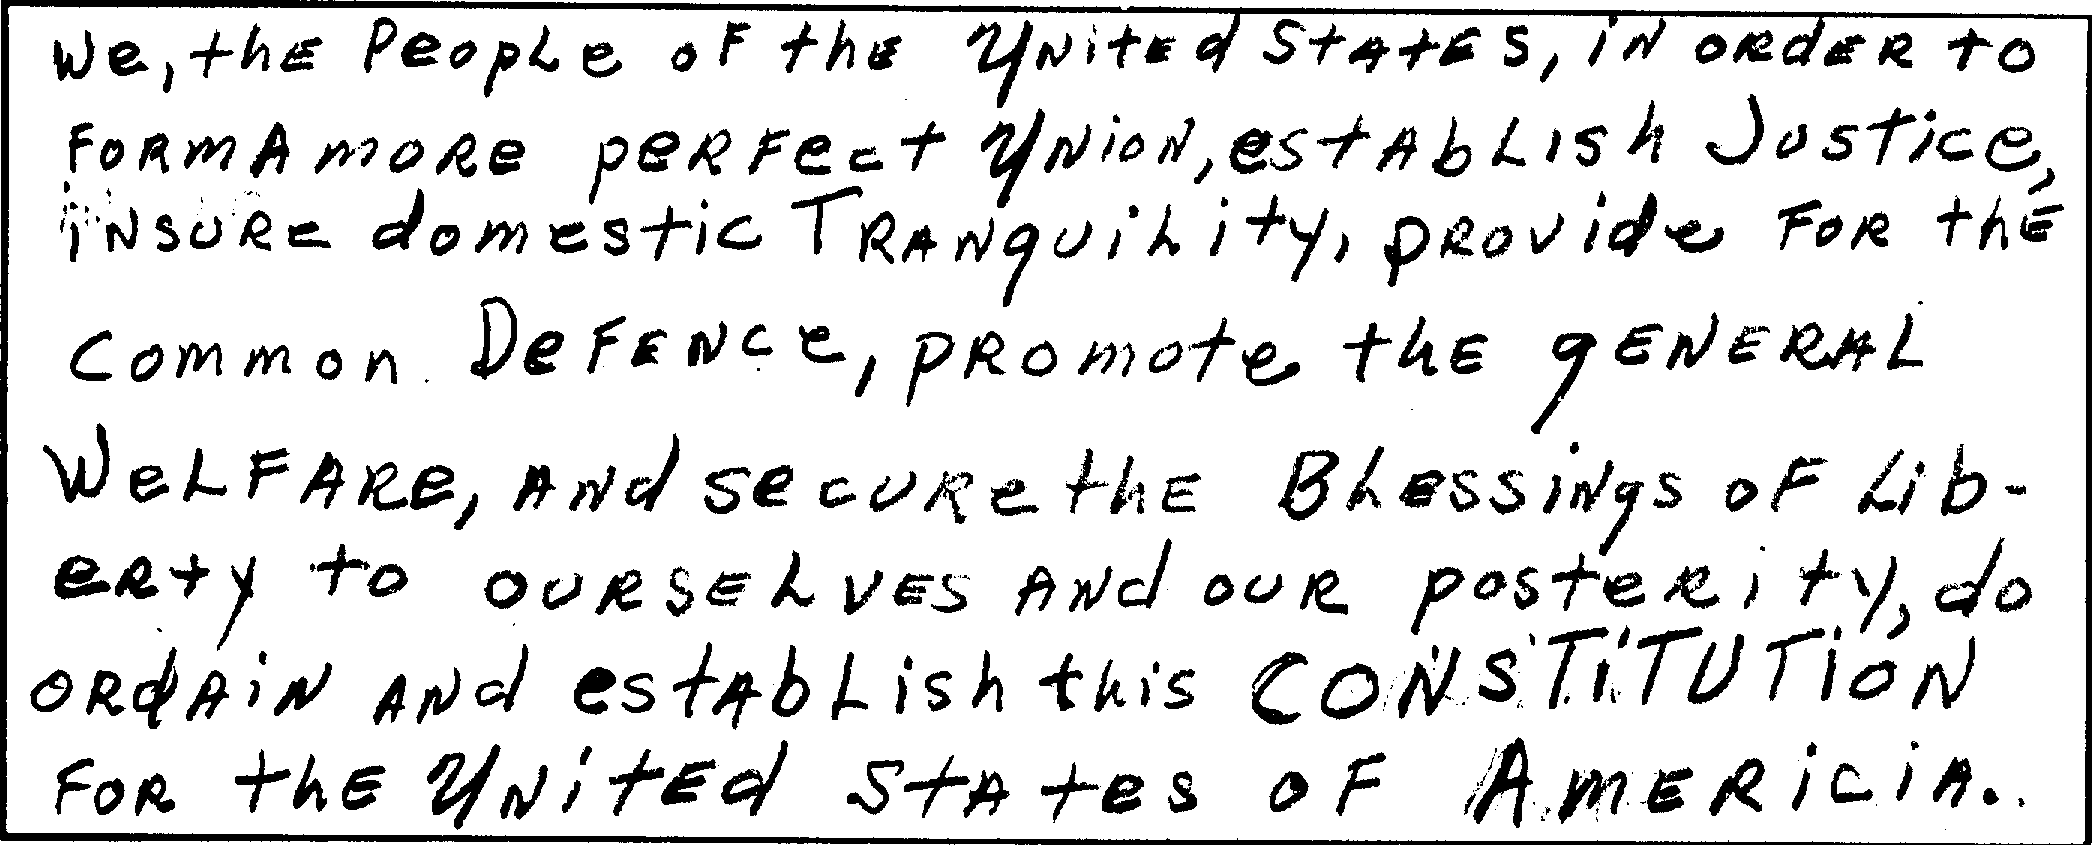 We, the People of the United States, in order to
form A more perfect Union, establish Justice,
insure domestic Tranquility, provide for the
Common Defence, promote the general
Welfare, and secure the Blessings of Lib-
erty to ourselves and our posterity, do
ordain and establish this CONSTITUTION
for the United States of Americia.